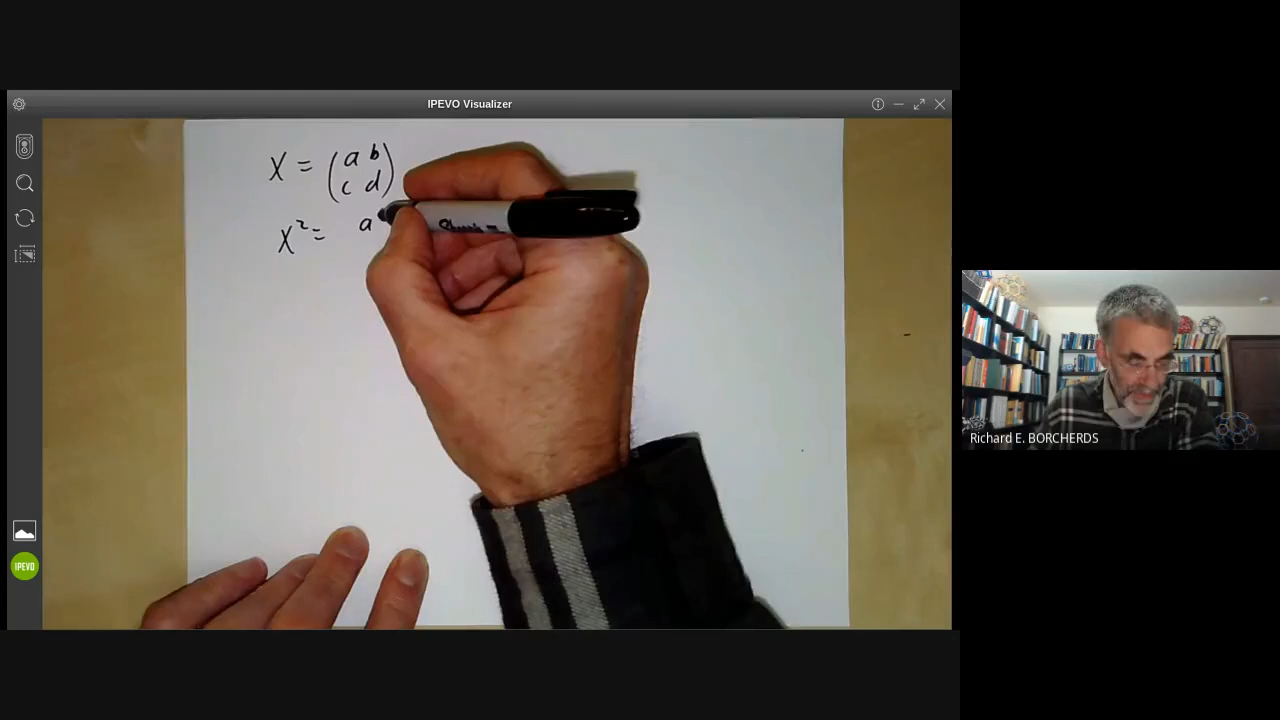 IPEVO Visualizer
X = (a b
c d)
X² = a
IPEVO
Richard E. BORCHERDS